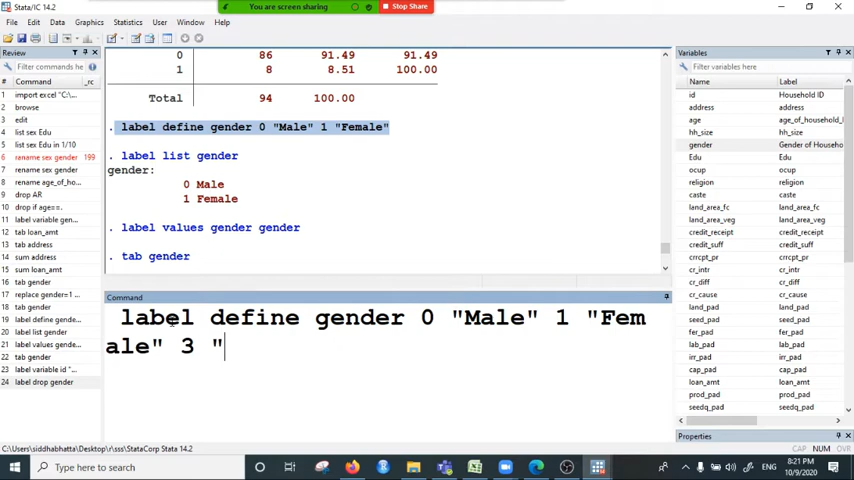 You are screen sharing
Stop Share
Stata/IC 14.2
File Edit Data Graphics Statistics User Window Help
Review
Filter commands he
# Command _rc
1 import excel "C:\...
2 browse
3 edit
4 list sex Edu
5 list sex Edu in 1/10
6 raname sex gender 199
7 rename sex gender
8 rename age_of_ho...
9 drop AR
10 drop if age==.
11 label variable gen...
12 tab loan_amt
13 tab address
14 sum address
15 sum loan_amt
16 tab gender
17 replace gender=1 ...
18 tab gender
19 label define gende...
20 label list gender
21 label values gende...
22 tab gender
23 label variable id "...
24 label drop gender
0 86 91.49 91.49
1 8 8.51 100.00
Total 94 100.00
. label define gender 0 "Male" 1 "Female"
. label list gender
gender:
0 Male
1 Female
. label values gender gender
. tab gender
Command
label define gender 0 "Male" 1 "Fem
ale" 3 "
Variables
Filter variables here
Name Label
id Household ID
address address
age age_of_household
hh_size hh_size
gender Gender of Househo
Edu Edu
ocup ocup
religion religion
caste caste
land_area_fc land_area_fc
land_area_veg land_area_veg
credit_receipt credit_receipt
credit_suff credit_suff
crrcpt_pr crrcpt_pr
cr_intr cr_intr
cr_dim cr_dim
cr_cause cr_cause
land_pad land_pad
seed_pad seed_pad
fer_pad fer_pad
lab_pad lab_pad
irr_pad irr_pad
cap_pad cap_pad
loan_amt loan_amt
prod_pad prod_pad
seedqty_pad seedqty_pad
Properties
C:\Users\siddhabhatta\Desktop\r\sss\StataCorp Stata 14.2
CAP NUM OVR
Type here to search
ENG
8:21 PM
10/9/2020